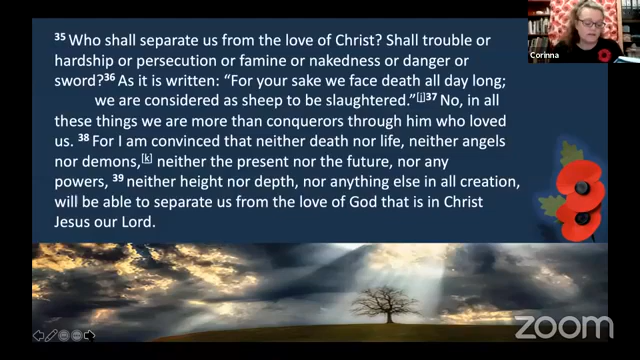 35 Who shall separate us from the love of Christ? Shall trouble or
hardship or persecution or famine or nakedness or danger or
sword?36 As it is written: “For your sake we face death all day long;
we are considered as sheep to be slaughtered.”[j]37 No, in all
these things we are more than conquerors through him who loved
us. 38 For I am convinced that neither death nor life, neither angels
nor demons,[k] neither the present nor the future, nor any
powers, 39 neither height nor depth, nor anything else in all creation,
will be able to separate us from the love of God that is in Christ
Jesus our Lord.
Corinna
zoom